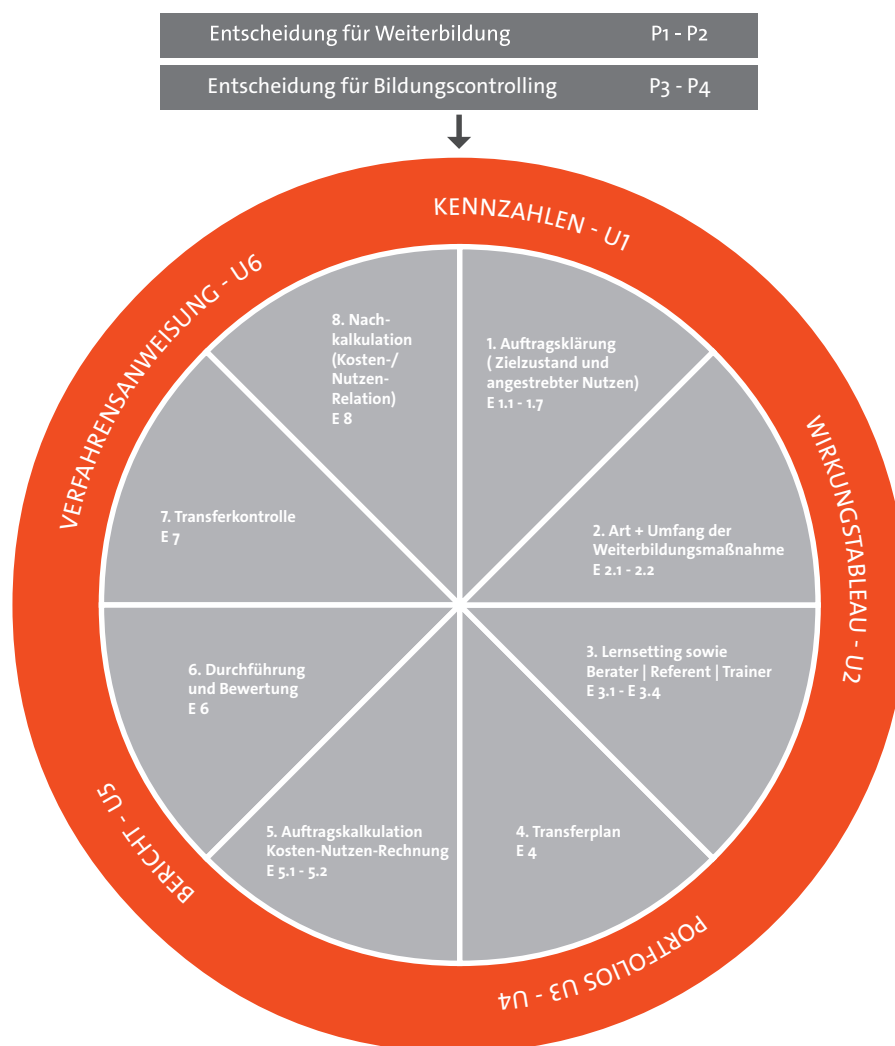 Entscheidung für Weiterbildung P1 - P2
Entscheidung für Bildungscontrolling P3 - P4
KENNZAHLEN - U1
WIRKUNGSTABLEAU - U2
PORTFOLIOS U3 - U4
BERICHT - U5
VERFAHRENSANWEISUNG - U6
1. Auftragsklärung
( Zielzustand und
angestrebter Nutzen)
E 1.1 - 1.7
2. Art + Umfang der
Weiterbildungsmaßnahme
E 2.1 - 2.2
3. Lernsetting sowie
Berater | Referent | Trainer
E 3.1 - E 3.4
4. Transferplan
E 4
5. Auftragskalkulation
Kosten-Nutzen-Rechnung
E 5.1 - 5.2
6. Durchführung
und Bewertung
E 6
7. Transferkontrolle
E 7
8. Nach-
kalkulation
(Kosten-/
Nutzen-
Relation)
E 8